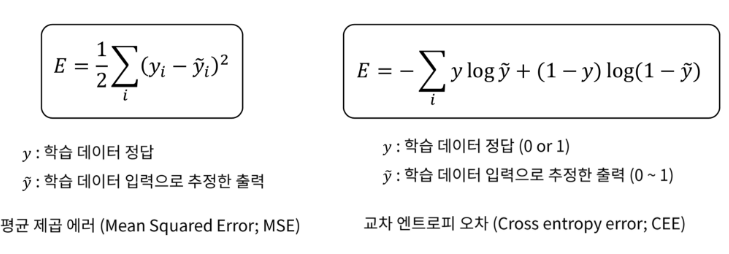 E = 1/2 ∑_i (y_i − ỹ_i)²
y : 학습 데이터 정답
ỹ : 학습 데이터 입력으로 추정한 출력
평균 제곱 에러 (Mean Squared Error; MSE)
E = − ∑_i y log ỹ + (1 − y) log(1 − ỹ)
y : 학습 데이터 정답 (0 or 1)
ỹ : 학습 데이터 입력으로 추정한 출력 (0 ~ 1)
교차 엔트로피 오차 (Cross entropy error; CEE)